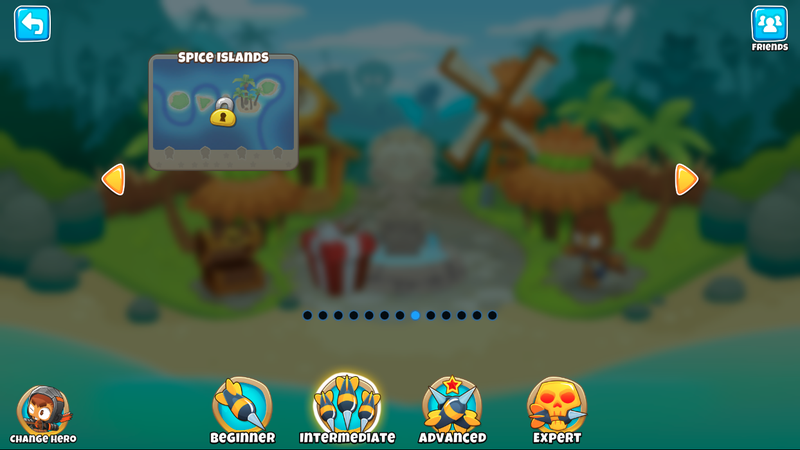 SPICE ISLANDS
FRIENDS
CHANGE HERO
BEGINNER
INTERMEDIATE
ADVANCED
EXPERT